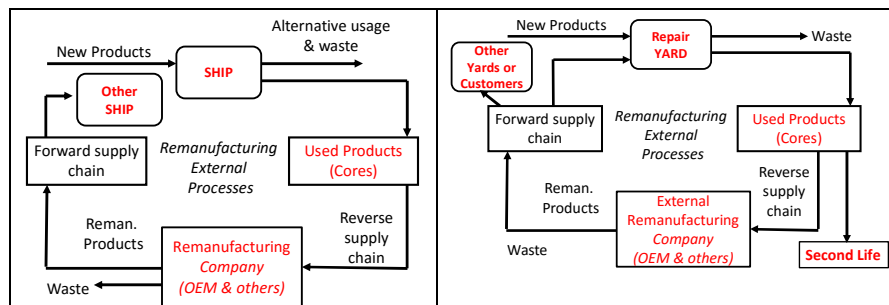 Alternative usage
& waste
New Products
SHIP
Other
SHIP
Forward supply
chain
Remanufacturing
External
Processes
Used Products
(Cores)
Reman.
Products
Reverse
supply
chain
Remanufacturing
Company
(OEM & others)
Waste
New Products
Repair
YARD
Waste
Other
Yards or
Customers
Forward supply
chain
Remanufacturing
External
Processes
Used Products
(Cores)
Reverse
supply
chain
Reman.
Products
External
Remanufacturing
Company
(OEM & others)
Waste
Second Life